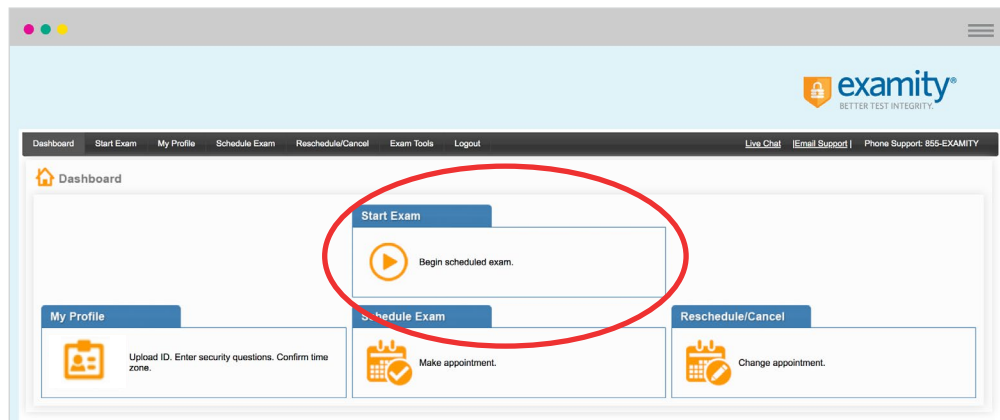 examity®
BETTER TEST INTEGRITY.
Dashboard Start Exam My Profile Schedule Exam Reschedule/Cancel Exam Tools Logout Live Chat |Email Support | Phone Support: 855-EXAMITY
Dashboard
Start Exam
Begin scheduled exam.
My Profile
Upload ID. Enter security questions. Confirm time
zone.
Schedule Exam
Make appointment.
Reschedule/Cancel
Change appointment.